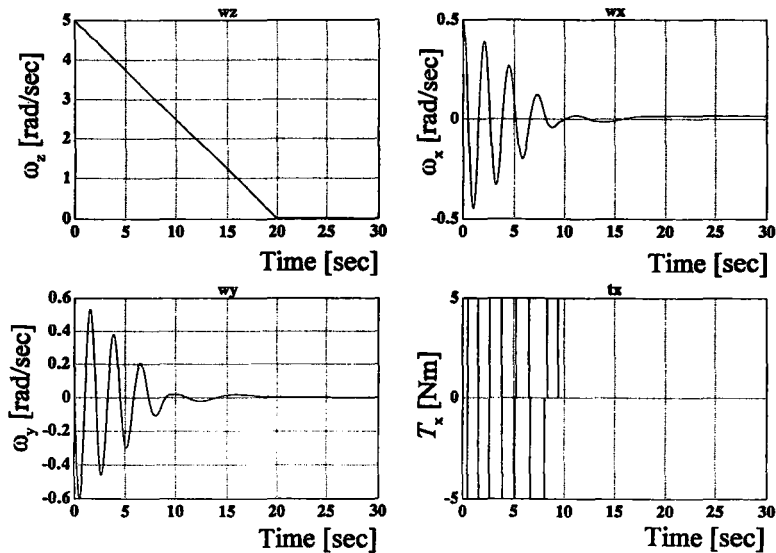 wz
5
4
3
2
1
0
ω_z [rad/sec]
0 5 10 15 20 25 30
Time [sec]
wx
0.5
0
-0.5
ω_x [rad/sec]
0 5 10 15 20 25 30
Time [sec]
wy
0.6
0.4
0.2
0
-0.2
-0.4
-0.6
ω_y [rad/sec]
0 5 10 15 20 25 30
Time [sec]
tx
5
0
-5
T_x [Nm]
0 5 10 15 20 25 30
Time [sec]